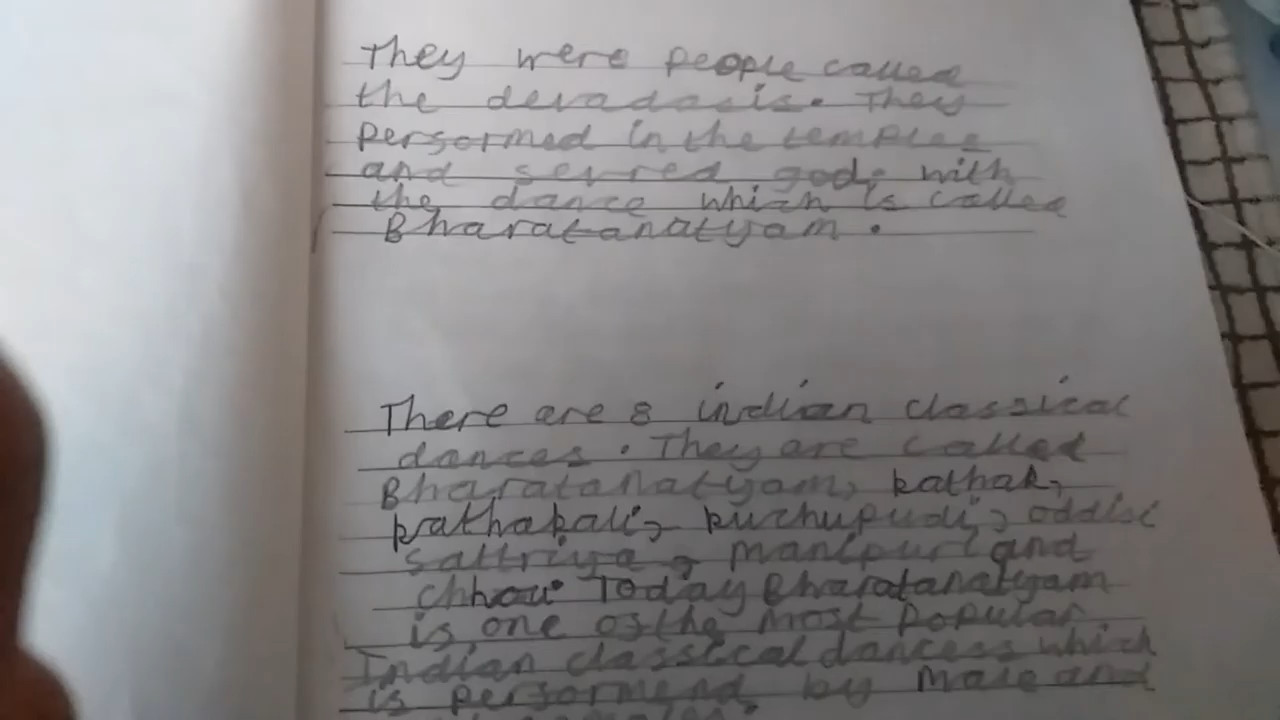 They were people called
the devadasis. They
performed in the temples
and served gods with
the dance which is called
Bharatanatyam.
There are 8 indian classical
dances. They are called
Bharatanatyam, kathak,
kathakali, kuchupudi, oddisi
sattriya, manipuri and
chhau. Today Bharatanatyam
is one of the most popular
Indian classical dancess which
is performend by male and